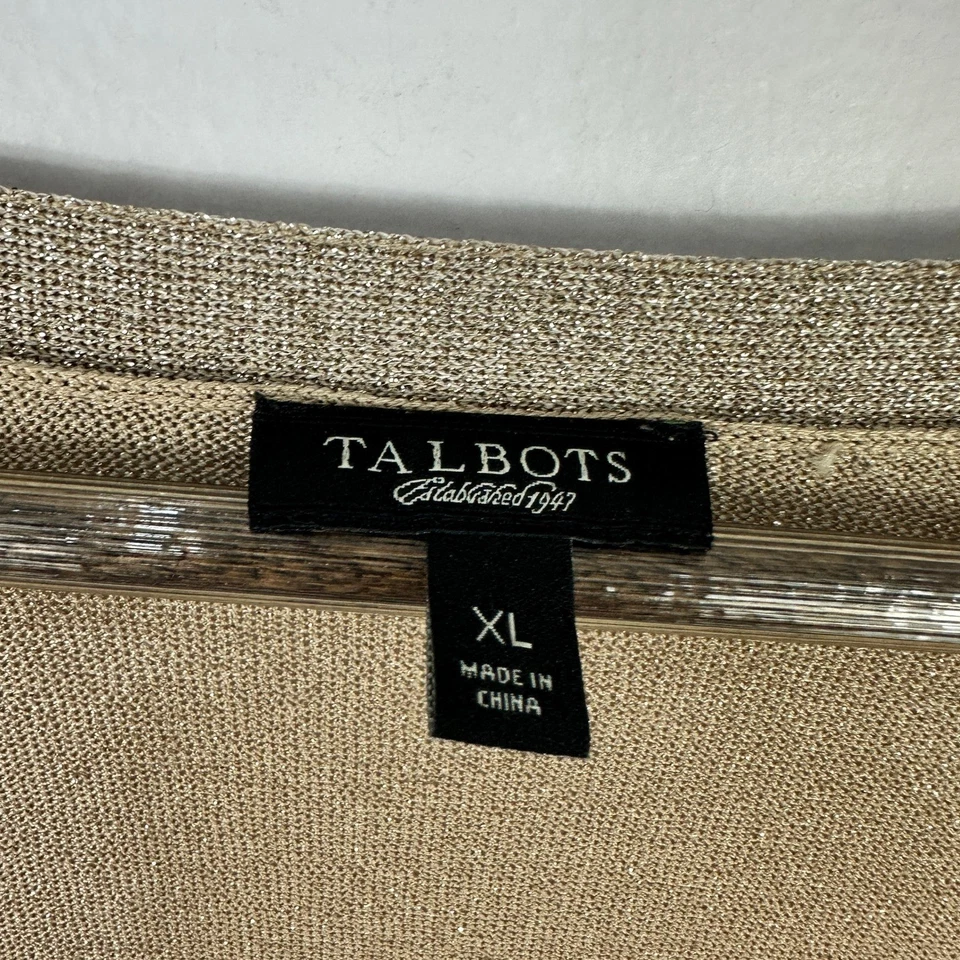 TALBOTS
Established 1947
XL
MADE IN
CHINA